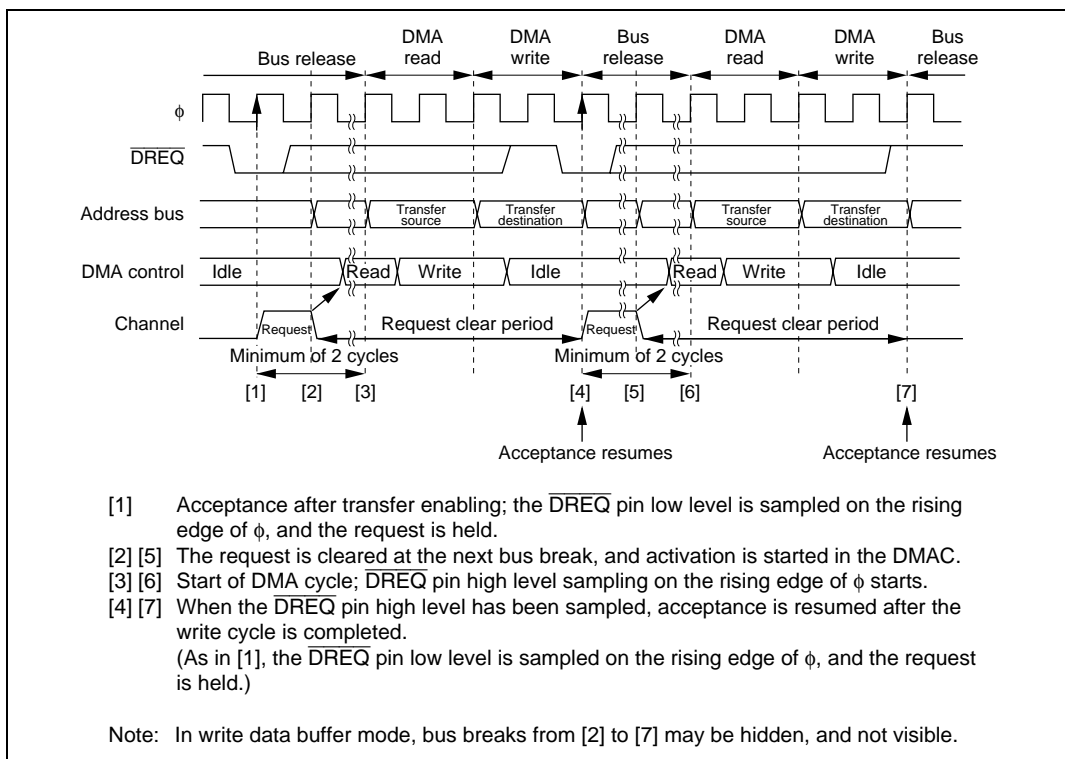 DMA DMA Bus DMA DMA Bus
Bus release read write release read write release
φ
DREQ
Address bus Transfer source Transfer destination Transfer source Transfer destination
DMA control Idle Read Write Idle Read Write Idle
Channel Request Request clear period Request Request clear period
Minimum of 2 cycles Minimum of 2 cycles
[1] [2] [3] [4] [5] [6] [7]
Acceptance resumes Acceptance resumes
[1] Acceptance after transfer enabling; the DREQ pin low level is sampled on the rising
edge of φ, and the request is held.
[2] [5] The request is cleared at the next bus break, and activation is started in the DMAC.
[3] [6] Start of DMA cycle; DREQ pin high level sampling on the rising edge of φ starts.
[4] [7] When the DREQ pin high level has been sampled, acceptance is resumed after the
write cycle is completed.
(As in [1], the DREQ pin low level is sampled on the rising edge of φ, and the request
is held.)
Note: In write data buffer mode, bus breaks from [2] to [7] may be hidden, and not visible.